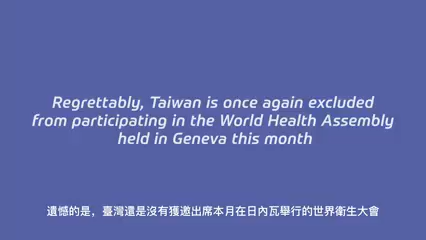 Regrettably, Taiwan is once again excluded
from participating in the World Health Assembly
held in Geneva this month
遺憾的是，臺灣還是沒有獲邀出席本月在日內瓦舉行的世界衛生大會